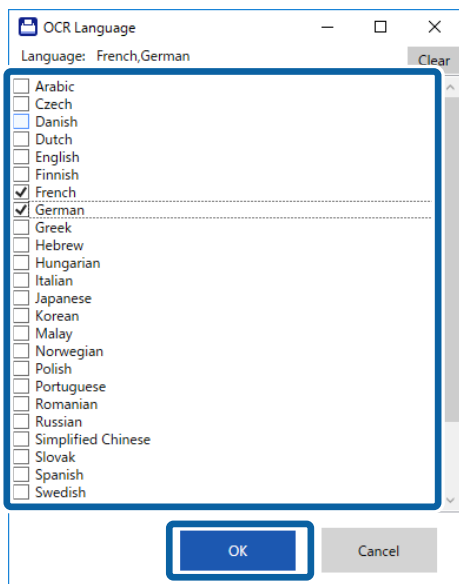 OCR Language
Language: French,German
Clear
Arabic
Czech
Danish
Dutch
English
Finnish
French
German
Greek
Hebrew
Hungarian
Italian
Japanese
Korean
Malay
Norwegian
Polish
Portuguese
Romanian
Russian
Simplified Chinese
Slovak
Spanish
Swedish
OK Cancel